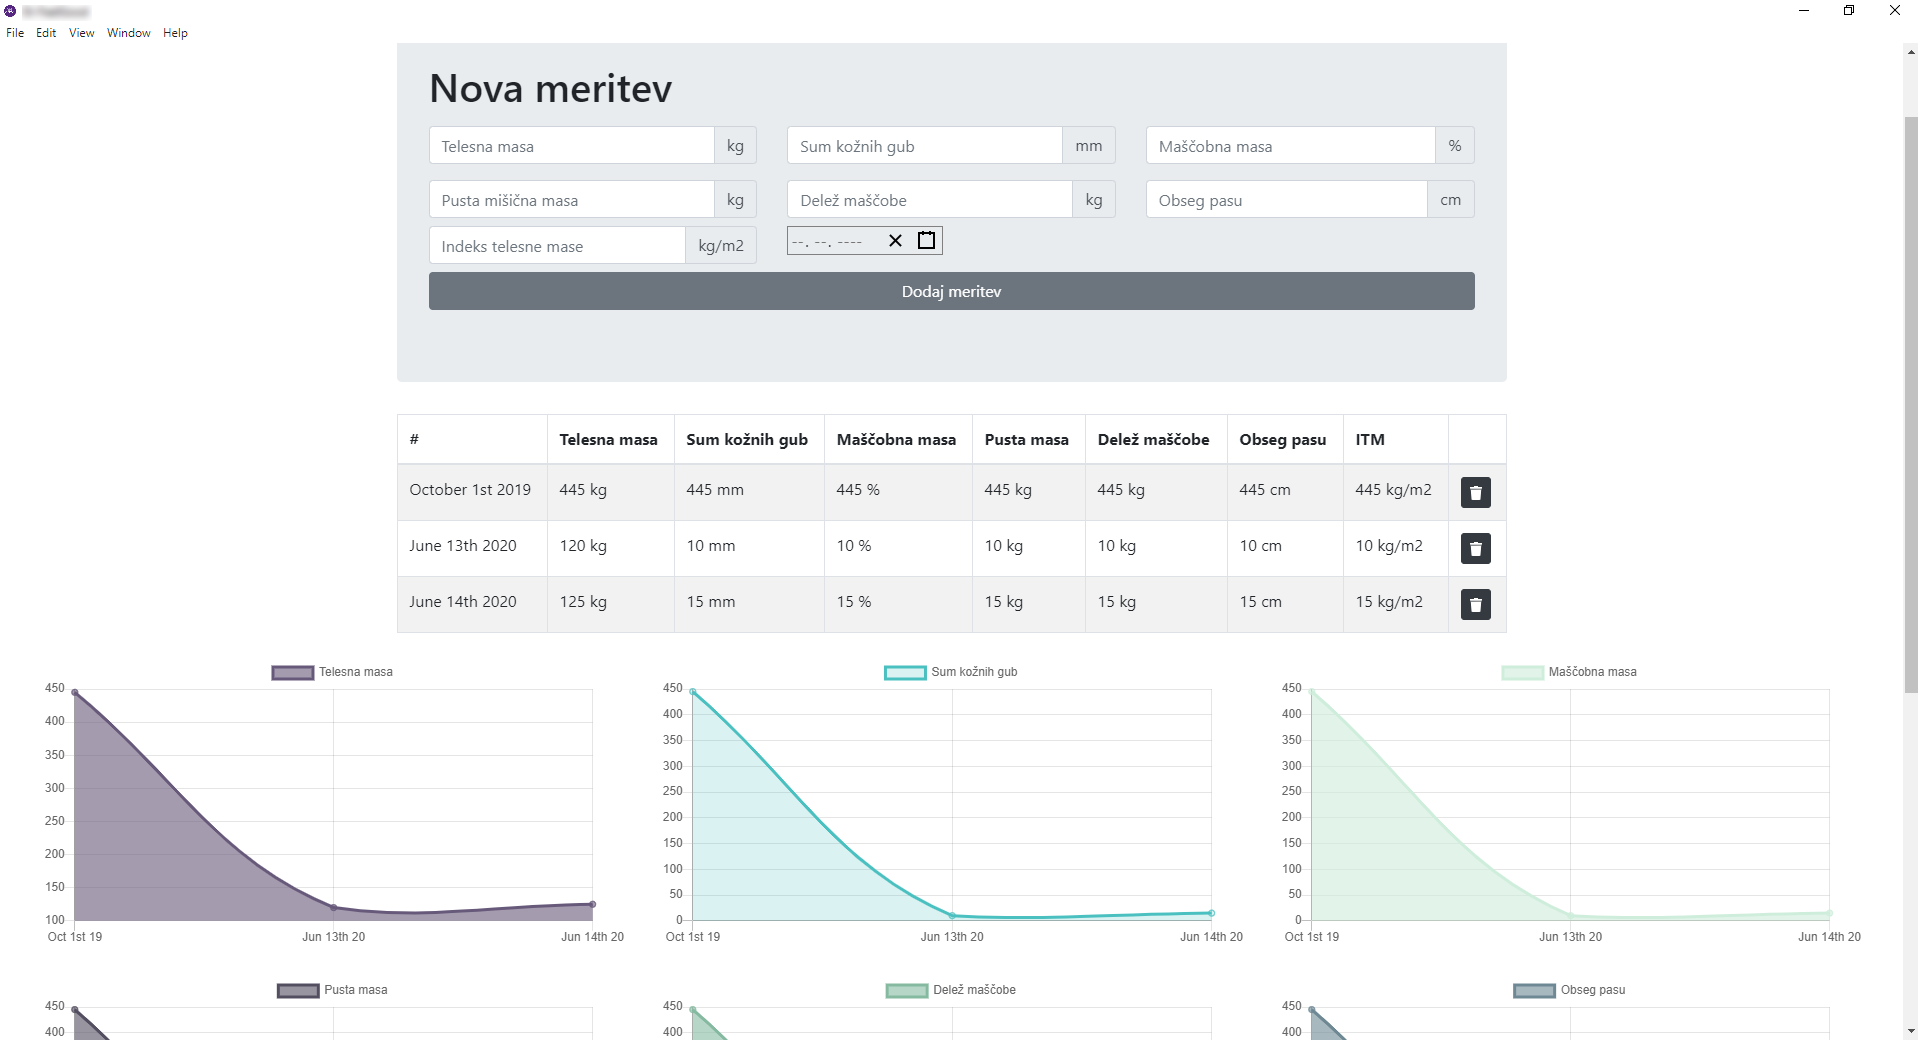 File Edit View Window Help
Nova meritev
Telesna masa kg Sum kožnih gub mm Maščobna masa %
Pusta mišična masa kg Delež maščobe kg Obseg pasu cm
Indeks telesne mase kg/m2 --. --. ----
Dodaj meritev
# Telesna masa Sum kožnih gub Maščobna masa Pusta masa Delež maščobe Obseg pasu ITM
October 1st 2019 445 kg 445 mm 445 % 445 kg 445 kg 445 cm 445 kg/m2
June 13th 2020 120 kg 10 mm 10 % 10 kg 10 kg 10 cm 10 kg/m2
June 14th 2020 125 kg 15 mm 15 % 15 kg 15 kg 15 cm 15 kg/m2
Telesna masa
450
400
350
300
250
200
150
100
Oct 1st 19 Jun 13th 20 Jun 14th 20
Sum kožnih gub
450
400
350
300
250
200
150
100
50
0
Oct 1st 19 Jun 13th 20 Jun 14th 20
Maščobna masa
450
400
350
300
250
200
150
100
50
0
Oct 1st 19 Jun 13th 20 Jun 14th 20
Pusta masa
450
400
Delež maščobe
450
400
Obseg pasu
450
400